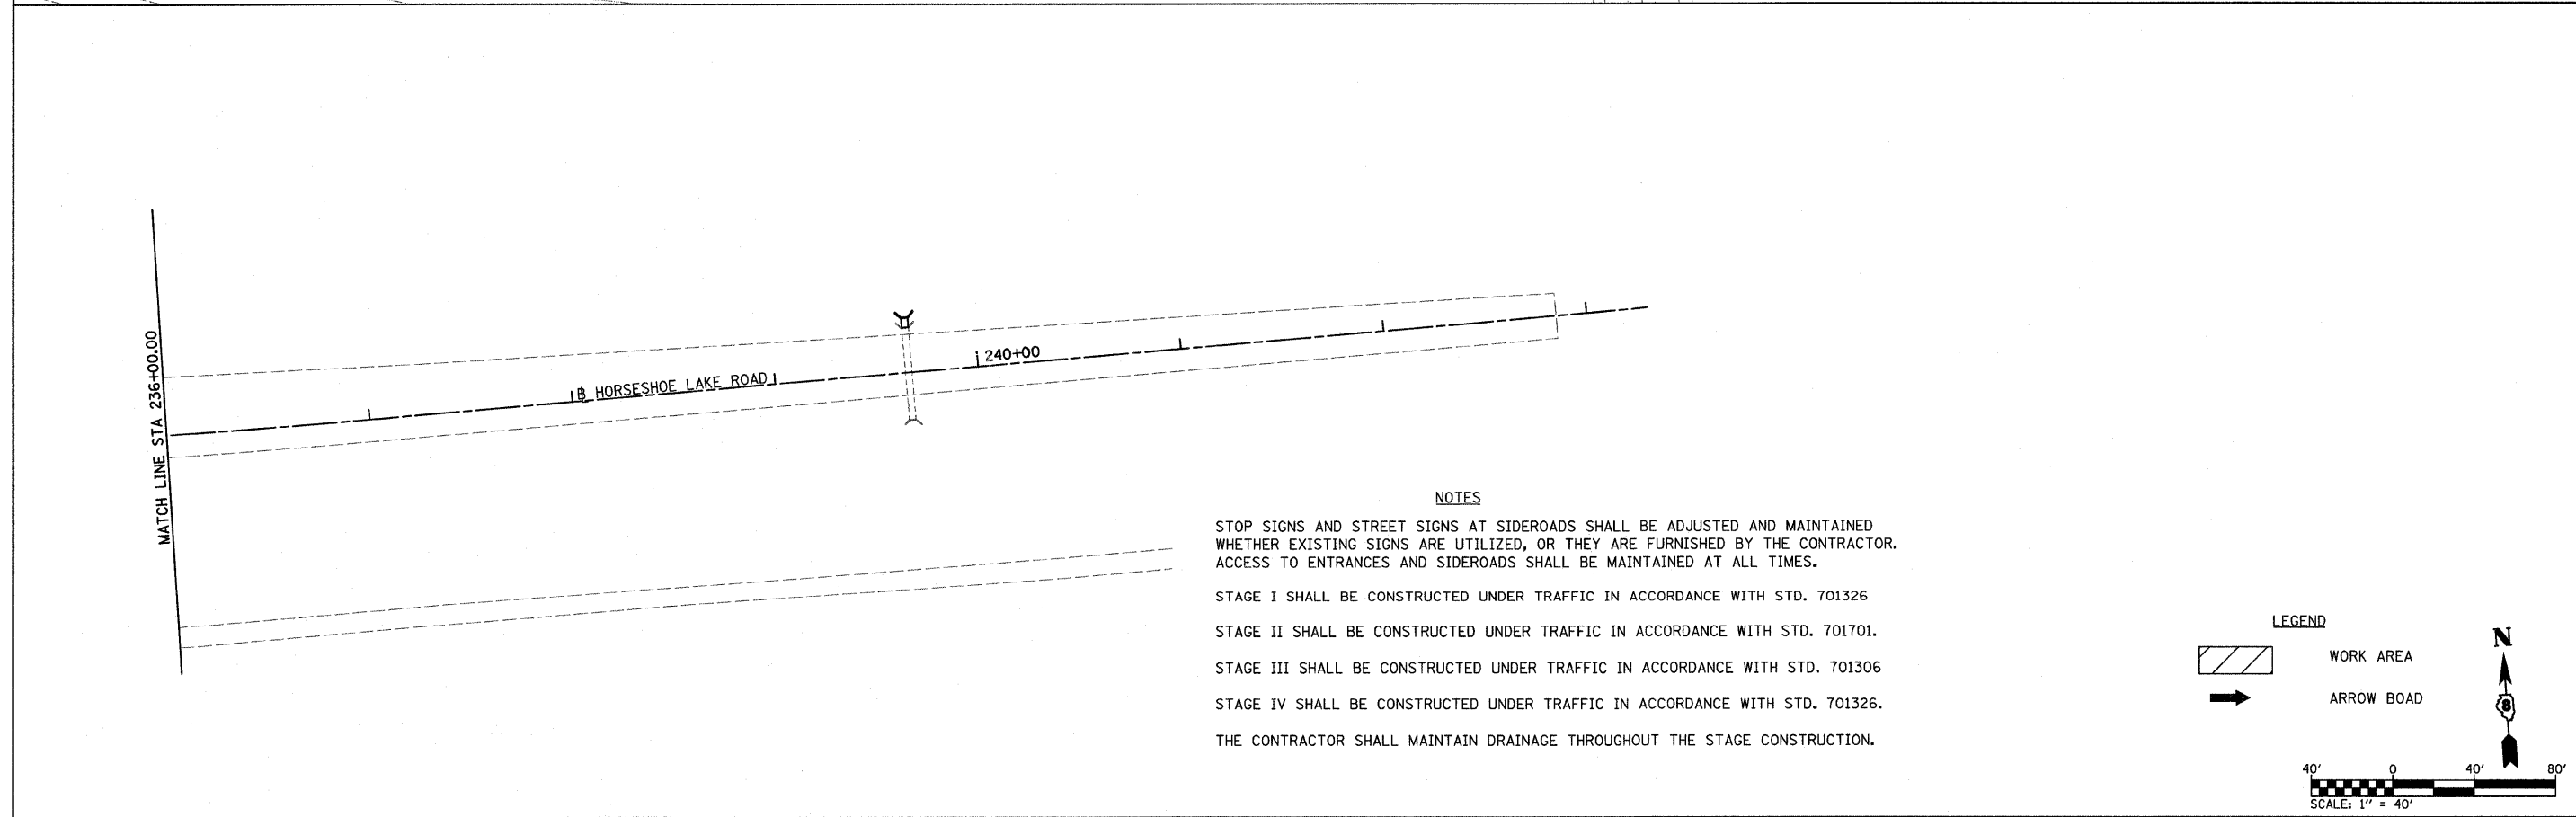 MATCH LINE STA 236+00.00
℄ HORSESHOE LAKE ROAD
240+00
NOTES
STOP SIGNS AND STREET SIGNS AT SIDEROADS SHALL BE ADJUSTED AND MAINTAINED
WHETHER EXISTING SIGNS ARE UTILIZED, OR THEY ARE FURNISHED BY THE CONTRACTOR.
ACCESS TO ENTRANCES AND SIDEROADS SHALL BE MAINTAINED AT ALL TIMES.
STAGE I SHALL BE CONSTRUCTED UNDER TRAFFIC IN ACCORDANCE WITH STD. 701326
STAGE II SHALL BE CONSTRUCTED UNDER TRAFFIC IN ACCORDANCE WITH STD. 701701.
STAGE III SHALL BE CONSTRUCTED UNDER TRAFFIC IN ACCORDANCE WITH STD. 701306
STAGE IV SHALL BE CONSTRUCTED UNDER TRAFFIC IN ACCORDANCE WITH STD. 701326.
THE CONTRACTOR SHALL MAINTAIN DRAINAGE THROUGHOUT THE STAGE CONSTRUCTION.
LEGEND
WORK AREA
ARROW BOAD
N
8
40' 0 40' 80'
SCALE: 1" = 40'